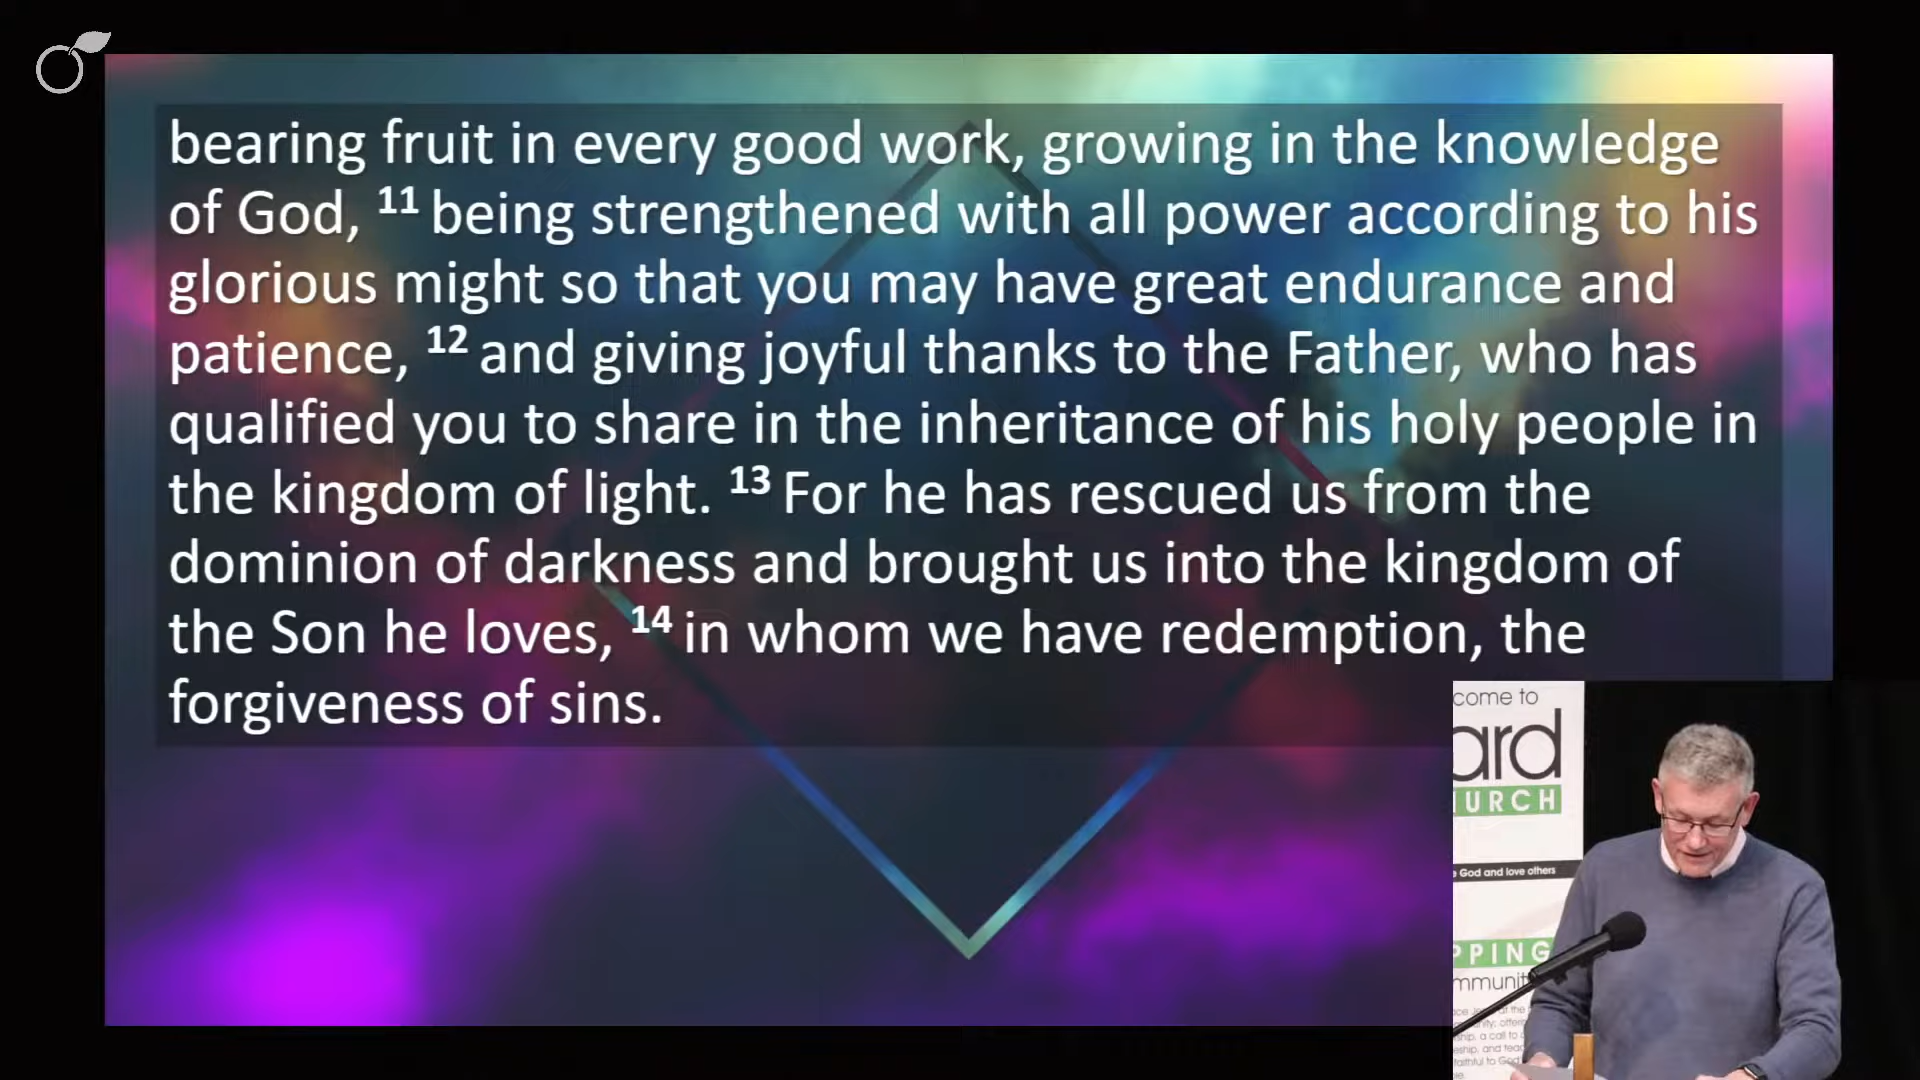 bearing fruit in every good work, growing in the knowledge
of God, 11 being strengthened with all power according to his
glorious might so that you may have great endurance and
patience, 12 and giving joyful thanks to the Father, who has
qualified you to share in the inheritance of his holy people in
the kingdom of light. 13 For he has rescued us from the
dominion of darkness and brought us into the kingdom of
the Son he loves, 14 in whom we have redemption, the
forgiveness of sins.
come to
ard
URCH
God and love others
PPING
mmunit